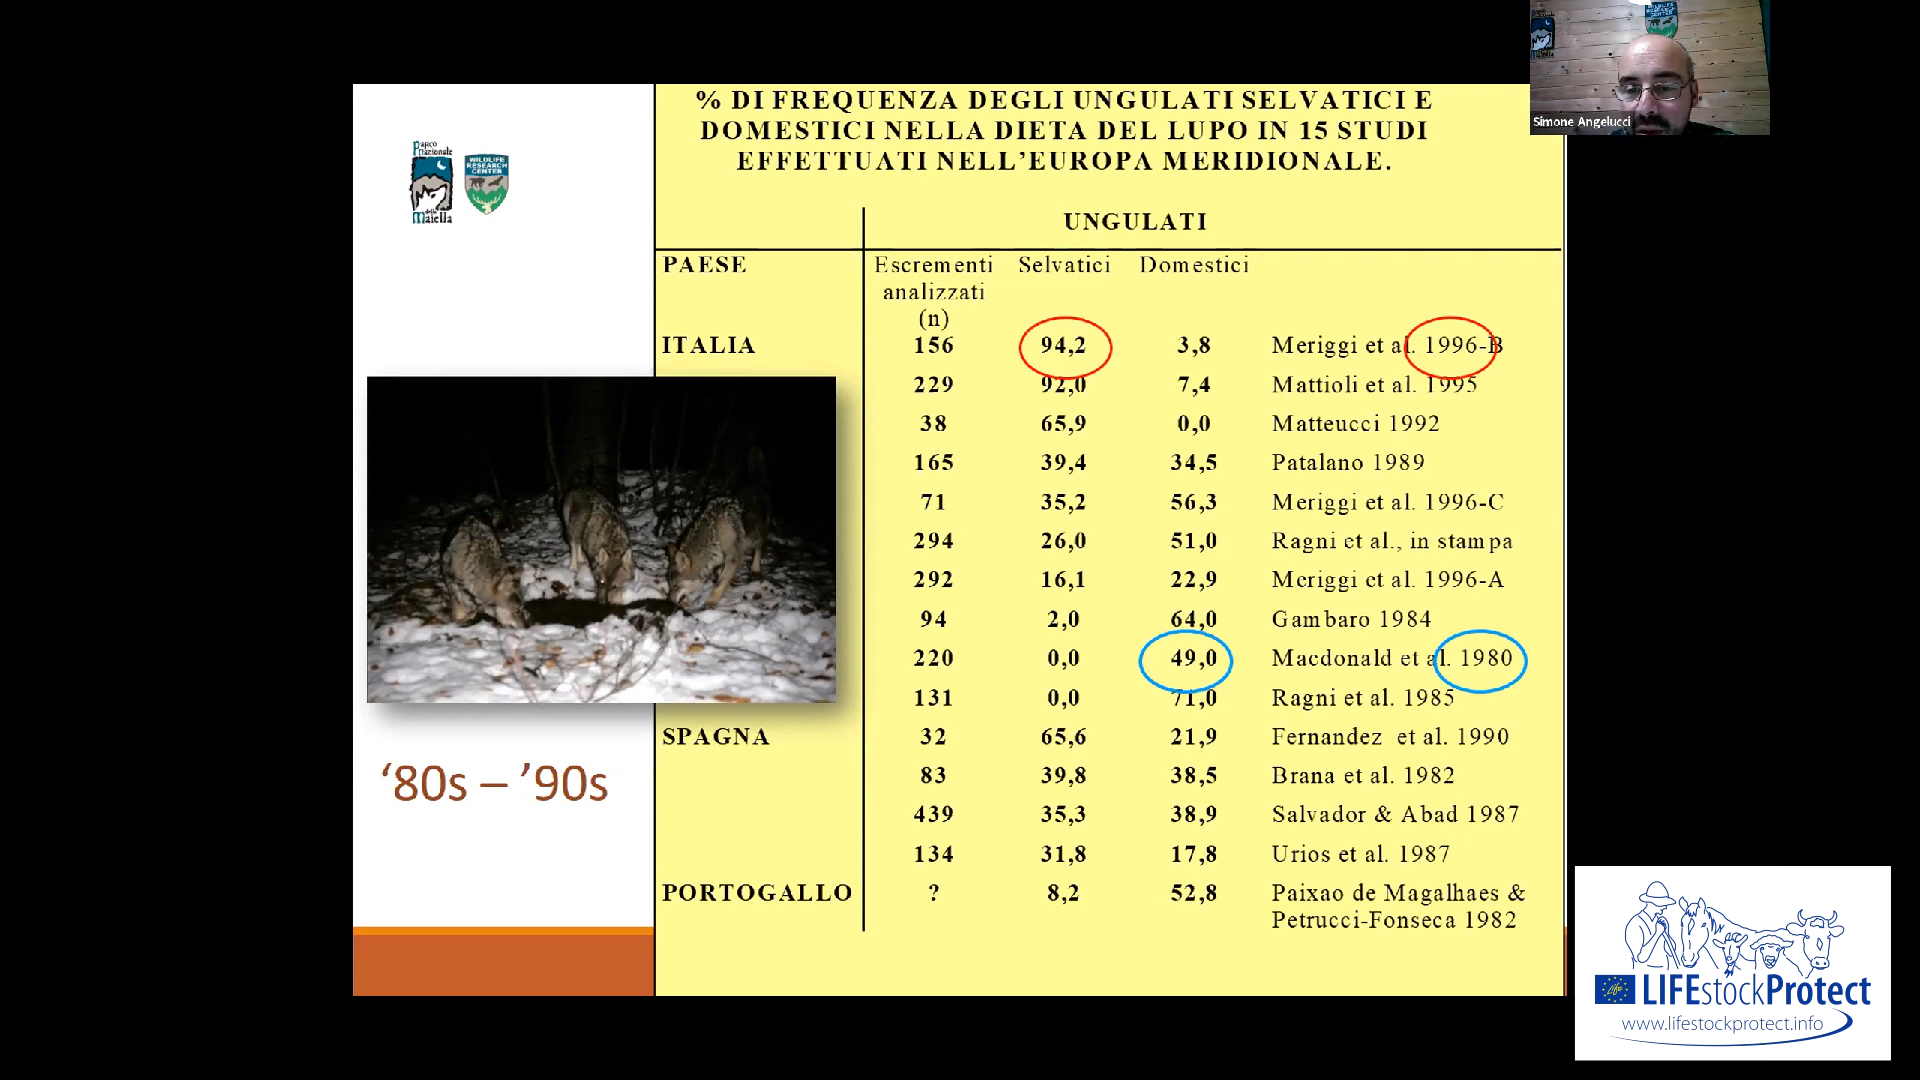 Simone Angelucci
Parco
Nazionale
della
Maiella
WILDLIFE
RESEARCH
CENTER
% DI FREQUENZA DEGLI UNGULATI SELVATICI E
DOMESTICI NELLA DIETA DEL LUPO IN 15 STUDI
EFFETTUATI NELL’EUROPA MERIDIONALE.
UNGULATI
PAESE Escrementi Selvatici Domestici
analizzati
(n)
ITALIA 156 94,2 3,8 Meriggi et al. 1996-B
229 92,0 7,4 Mattioli et al. 1995
38 65,9 0,0 Matteucci 1992
165 39,4 34,5 Patalano 1989
71 35,2 56,3 Meriggi et al. 1996-C
294 26,0 51,0 Ragni et al., in stampa
292 16,1 22,9 Meriggi et al. 1996-A
94 2,0 64,0 Gambaro 1984
220 0,0 49,0 Macdonald et al. 1980
131 0,0 71,0 Ragni et al. 1985
SPAGNA 32 65,6 21,9 Fernandez et al. 1990
83 39,8 38,5 Brana et al. 1982
439 35,3 38,9 Salvador & Abad 1987
134 31,8 17,8 Urios et al. 1987
PORTOGALLO ? 8,2 52,8 Paixao de Magalhaes &
Petrucci-Fonseca 1982
‘80s – ’90s
Life
LIFEstockProtect
www.lifestockprotect.info